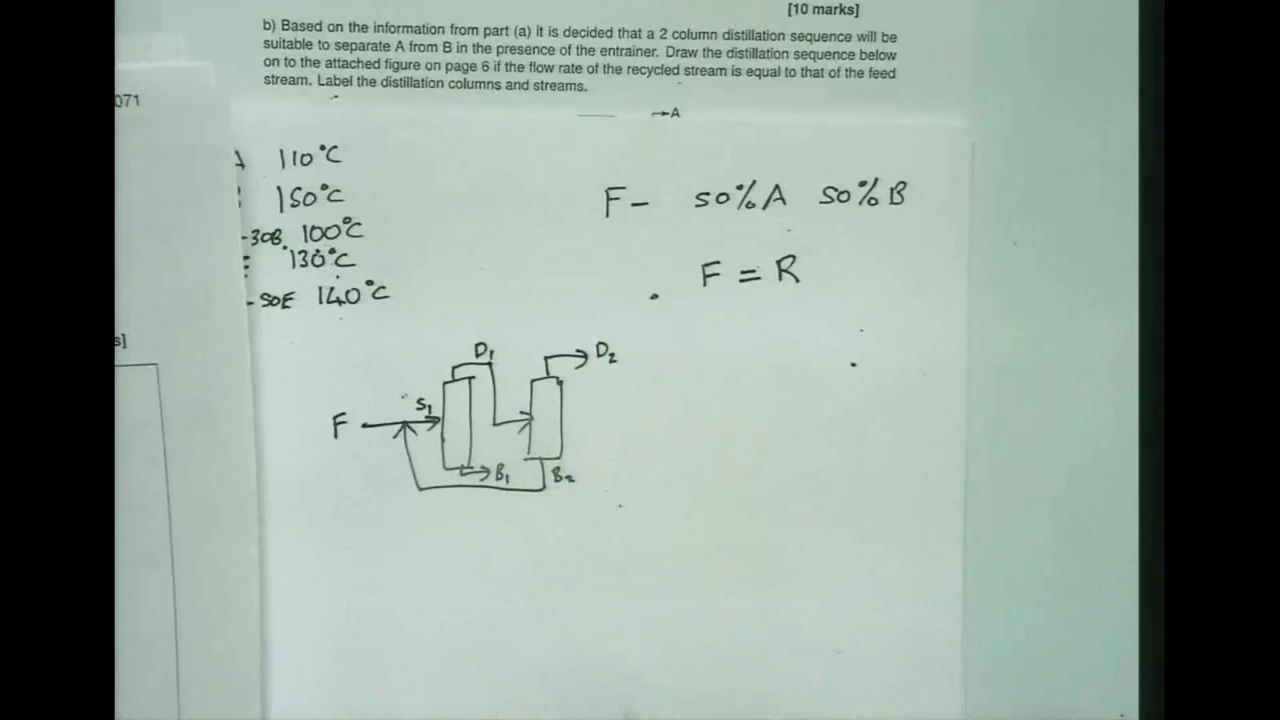 [10 marks]
b) Based on the information from part (a) it is decided that a 2 column distillation sequence will be
suitable to separate A from B in the presence of the entrainer. Draw the distillation sequence below
on to the attached figure on page 6 if the flow rate of the recycled stream is equal to that of the feed
stream. Label the distillation columns and streams.
071
→A
110°C
150°C
-30B. 100°C
130°C
-50E 140°C
F - 50%A 50%B
F = R
s]
D₁
D₂
S₁
F
B₁
B₂